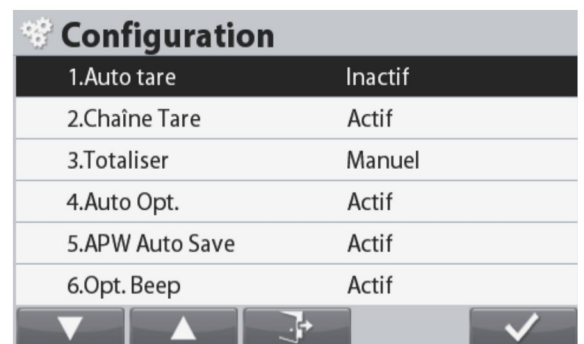 Configuration
1.Auto tare Inactif
2.Chaîne Tare Actif
3.Totaliser Manuel
4.Auto Opt. Actif
5.APW Auto Save Actif
6.Opt. Beep Actif